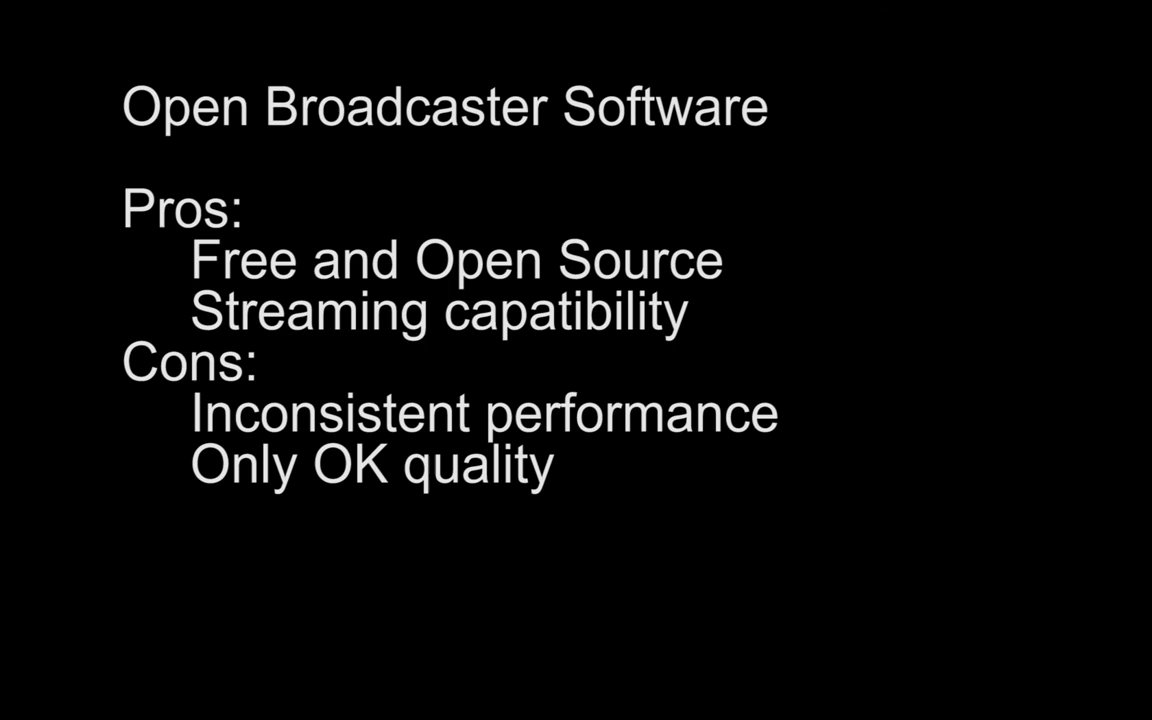 Open Broadcaster Software
Pros:
Free and Open Source
Streaming capatibility
Cons:
Inconsistent performance
Only OK quality